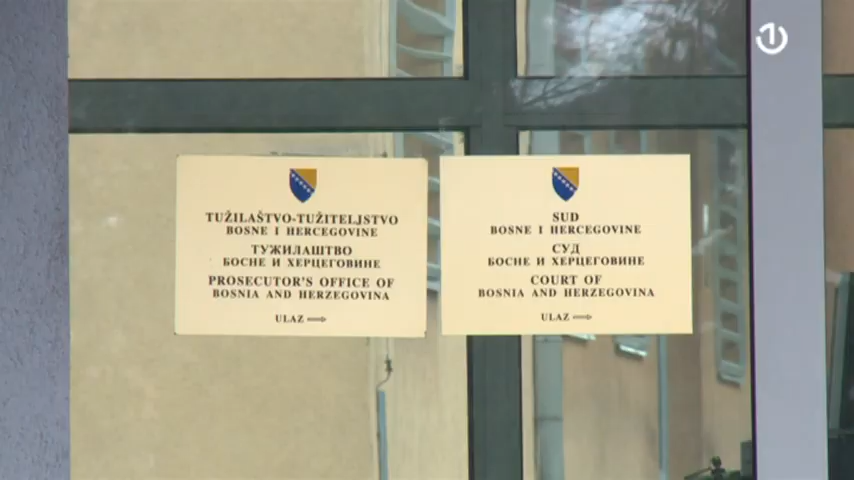 TUŽILAŠTVO-TUŽITELJSTVO
BOSNE I HERCEGOVINE
ТУЖИЛАШТВО
БОСНЕ И ХЕРЦЕГОВИНЕ
PROSECUTOR'S OFFICE OF
BOSNIA AND HERZEGOVINA
ULAZ ⇒
SUD
BOSNE I HERCEGOVINE
СУД
БОСНЕ И ХЕРЦЕГОВИНЕ
COURT OF
BOSNIA AND HERZEGOVINA
ULAZ ⇒
1